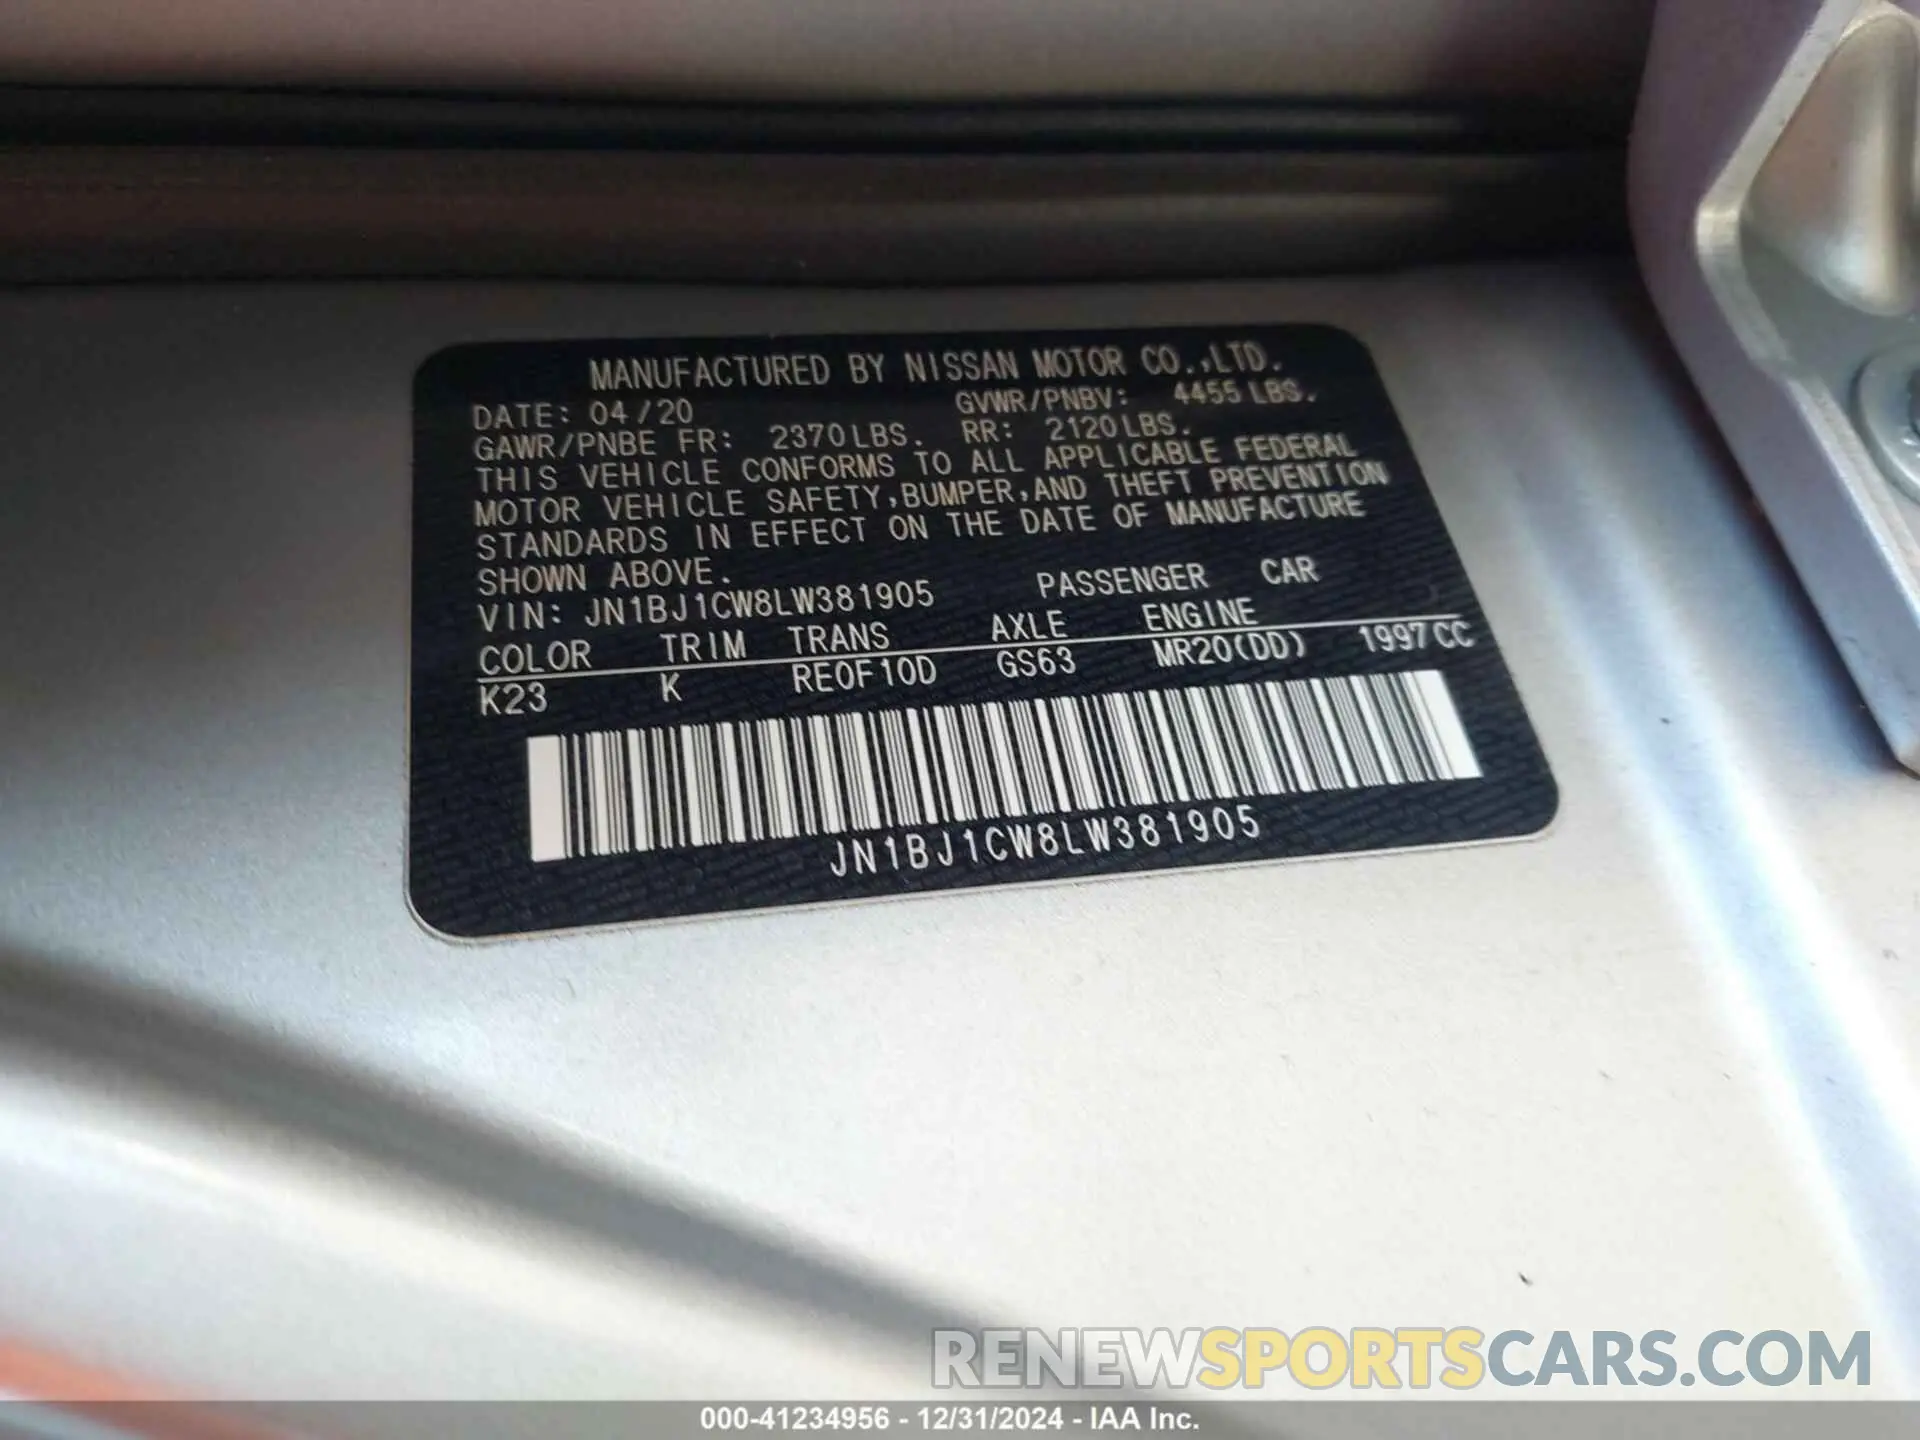 MANUFACTURED BY NISSAN MOTOR CO.,LTD.
DATE: 04/20 GVWR/PNBV: 4455 LBS.
GAWR/PNBE FR: 2370LBS. RR: 2120LBS.
THIS VEHICLE CONFORMS TO ALL APPLICABLE FEDERAL
MOTOR VEHICLE SAFETY,BUMPER,AND THEFT PREVENTION
STANDARDS IN EFFECT ON THE DATE OF MANUFACTURE
SHOWN ABOVE.
VIN: JN1BJ1CW8LW381905 PASSENGER CAR
COLOR TRIM TRANS AXLE ENGINE
K23 K RE0F10D GS63 MR20(DD) 1997CC
JN1BJ1CW8LW381905
RENEWSPORTSCARS.COM
000-41234956 - 12/31/2024 - IAA Inc.